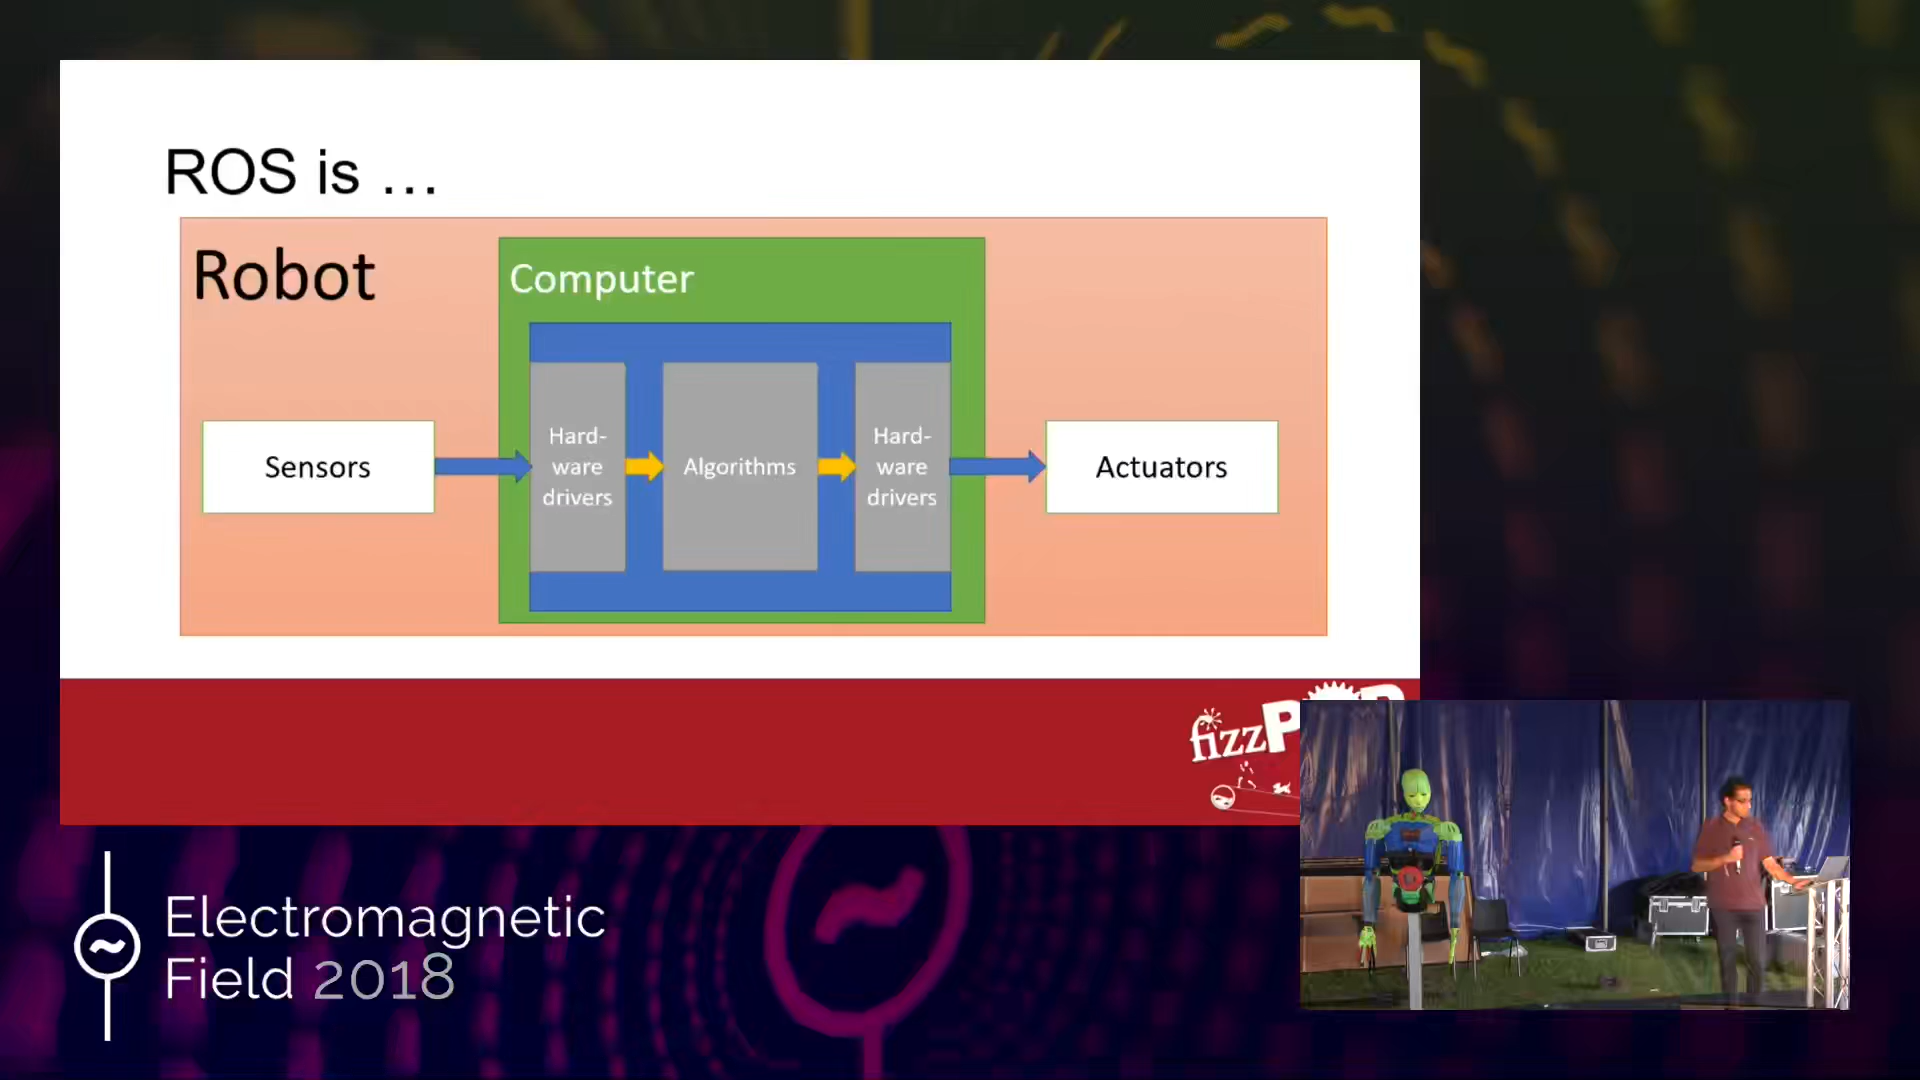 ROS is …
Robot
Computer
Sensors
Hard-
ware
drivers
Algorithms
Hard-
ware
drivers
Actuators
fizzP
Electromagnetic
Field 2018